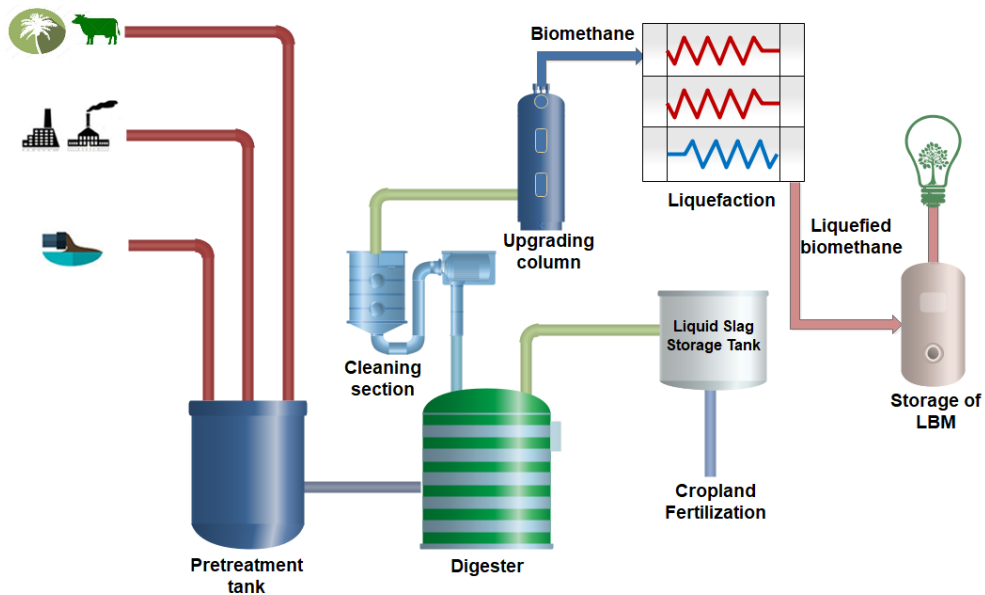 Biomethane
Liquefaction
Upgrading
column
Liquefied
biomethane
Liquid Slag
Storage Tank
Cleaning
section
Storage of
LBM
Cropland
Fertilization
Pretreatment
tank
Digester